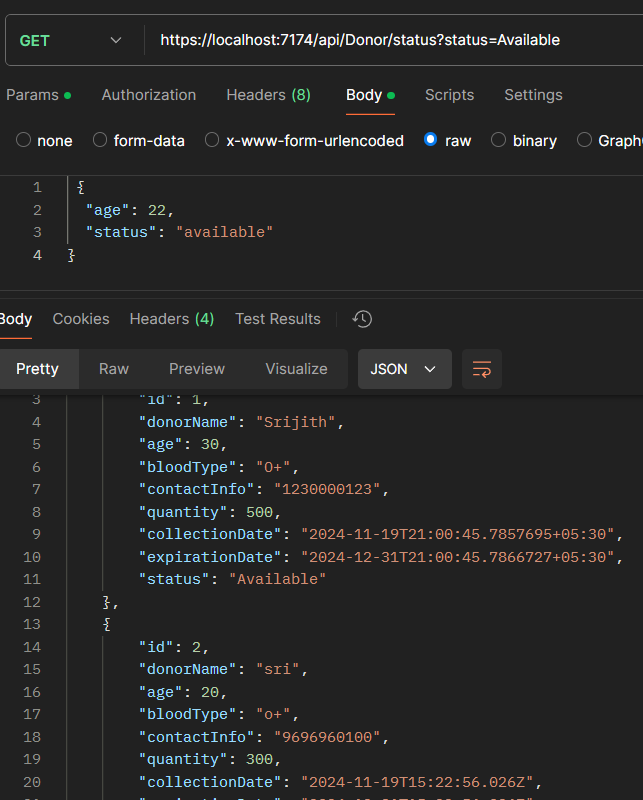 GET https://localhost:7174/api/Donor/status?status=Available
Params Authorization Headers (8) Body Scripts Settings
none form-data x-www-form-urlencoded raw binary Graph
1 {
2 "age": 22,
3 "status": "available"
4 }
Body Cookies Headers (4) Test Results
Pretty Raw Preview Visualize JSON
3 "id": 1,
4 "donorName": "Srijith",
5 "age": 30,
6 "bloodType": "O+",
7 "contactInfo": "1230000123",
8 "quantity": 500,
9 "collectionDate": "2024-11-19T21:00:45.7857695+05:30",
10 "expirationDate": "2024-12-31T21:00:45.7866727+05:30",
11 "status": "Available"
12 },
13 {
14 "id": 2,
15 "donorName": "sri",
16 "age": 20,
17 "bloodType": "o+",
18 "contactInfo": "9696960100",
19 "quantity": 300,
20 "collectionDate": "2024-11-19T15:22:56.026Z",